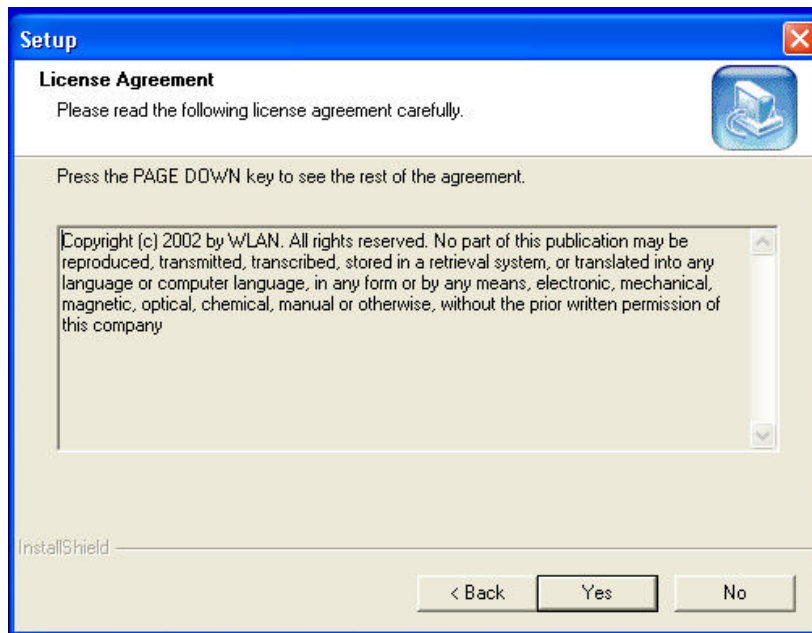 Setup
License Agreement
Please read the following license agreement carefully.
Press the PAGE DOWN key to see the rest of the agreement.
Copyright (c) 2002 by WLAN. All rights reserved. No part of this publication may be
reproduced, transmitted, transcribed, stored in a retrieval system, or translated into any
language or computer language, in any form or by any means, electronic, mechanical,
magnetic, optical, chemical, manual or otherwise, without the prior written permission of
this company
InstallShield
< Back
Yes
No